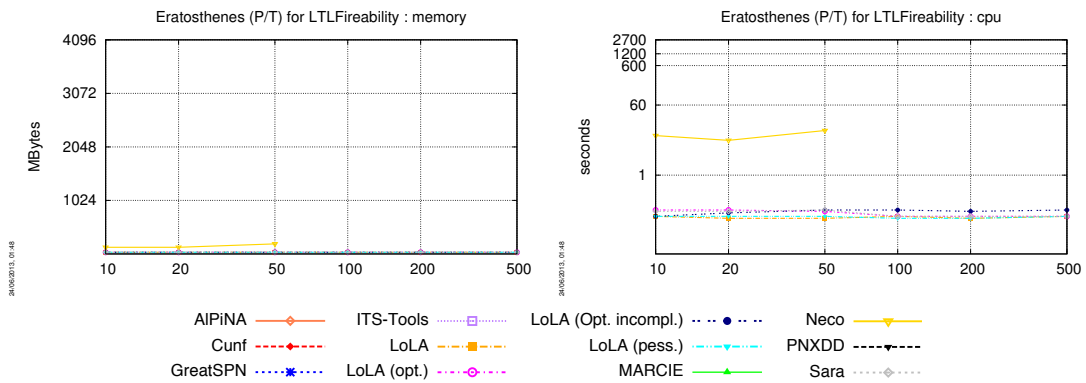 Eratosthenes (P/T) for LTLFireability : memory
4096
3072
2048
1024
MBytes
10 20 50 100 200 500
24/06/2013, 01:48
Eratosthenes (P/T) for LTLFireability : cpu
2700
1200
600
60
1
seconds
10 20 50 100 200 500
24/06/2013, 01:48
AlPiNA ITS-Tools LoLA (Opt. incompl.) Neco
Cunf LoLA LoLA (pess.) PNXDD
GreatSPN LoLA (opt.) MARCIE Sara